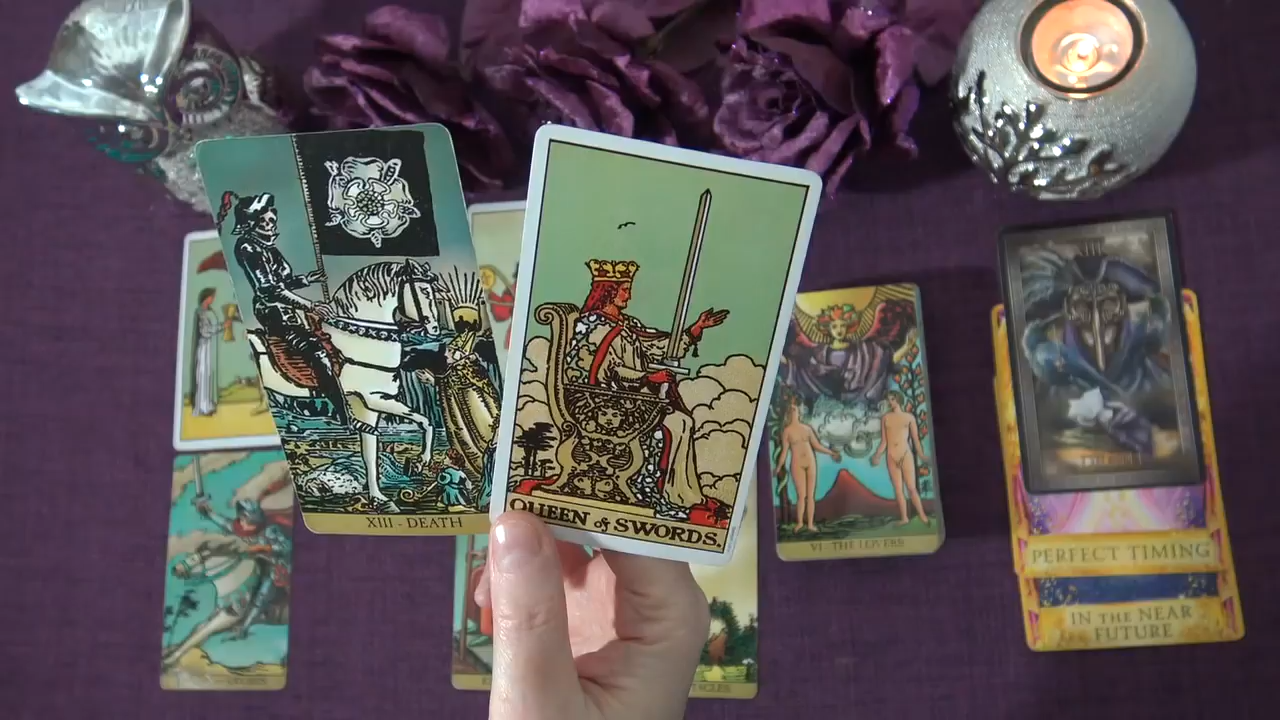 XIII - DEATH
QUEEN of SWORDS.
VI - THE LOVERS
PERFECT TIMING
IN THE NEAR
FUTURE